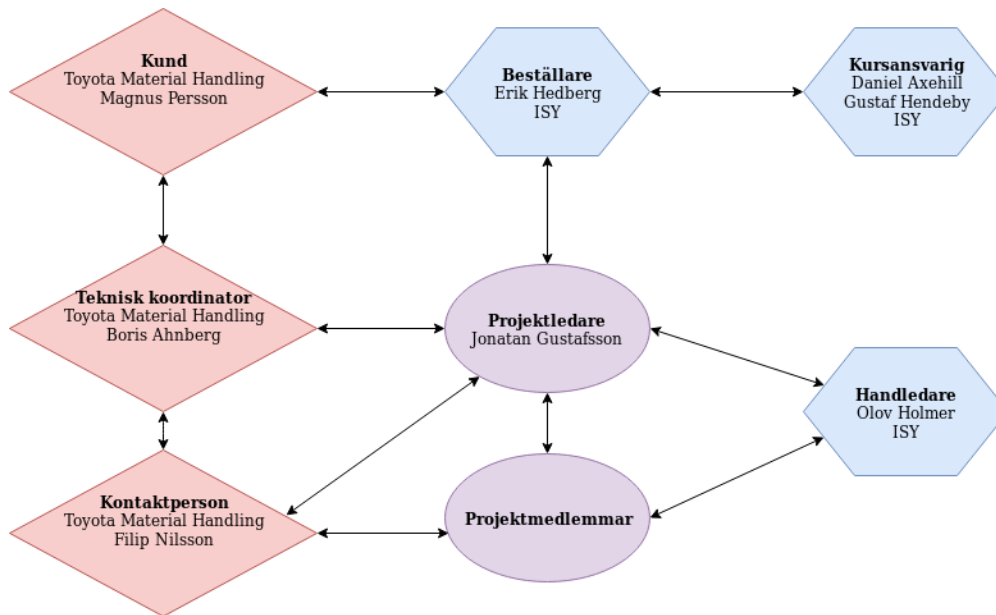 Kund
Toyota Material Handling
Magnus Persson
Beställare
Erik Hedberg
ISY
Kursansvarig
Daniel Axehill
Gustaf Hendeby
ISY
Teknisk koordinator
Toyota Material Handling
Boris Ahnberg
Projektledare
Jonatan Gustafsson
Handledare
Olov Holmer
ISY
Kontaktperson
Toyota Material Handling
Filip Nilsson
Projektmedlemmar